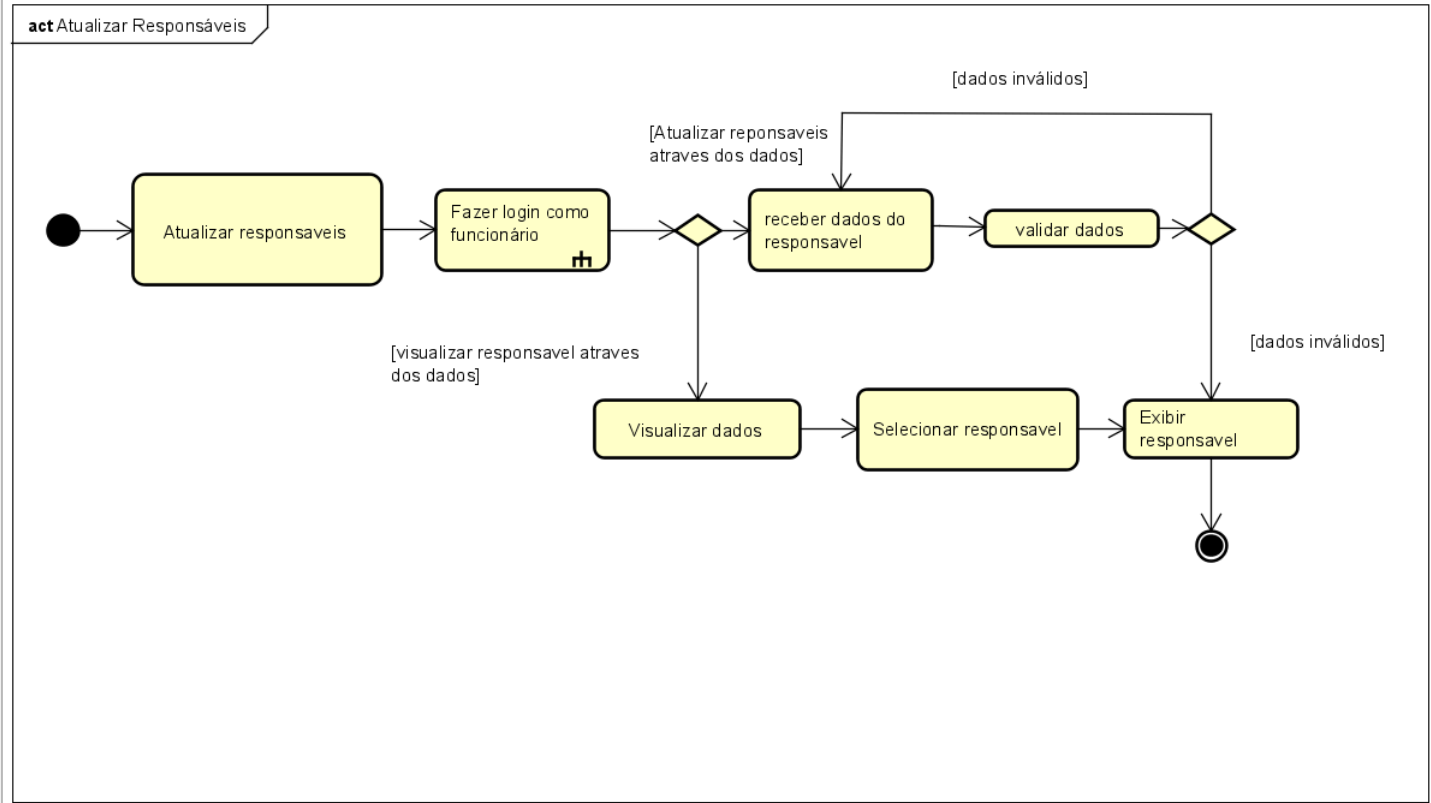 act Atualizar Responsáveis
[dados inválidos]
[Atualizar reponsaveis
atraves dos dados]
Atualizar responsaveis
Fazer login como
funcionário
receber dados do
responsavel
validar dados
[visualizar responsavel atraves
dos dados]
[dados inválidos]
Visualizar dados
Selecionar responsavel
Exibir
responsavel